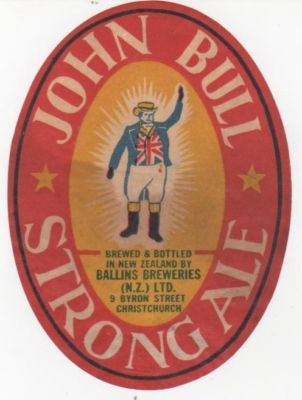 JOHN BULL
BREWED & BOTTLED
IN NEW ZEALAND BY
BALLINS BREWERIES
(N.Z.) LTD.
9 BYRON STREET
CHRISTCHURCH
STRONG ALE